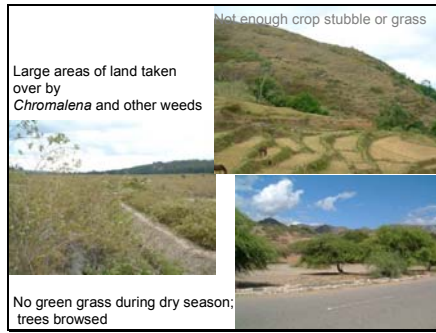 Not enough crop stubble or grass
Large areas of land taken
over by
Chromalena and other weeds
No green grass during dry season;
trees browsed